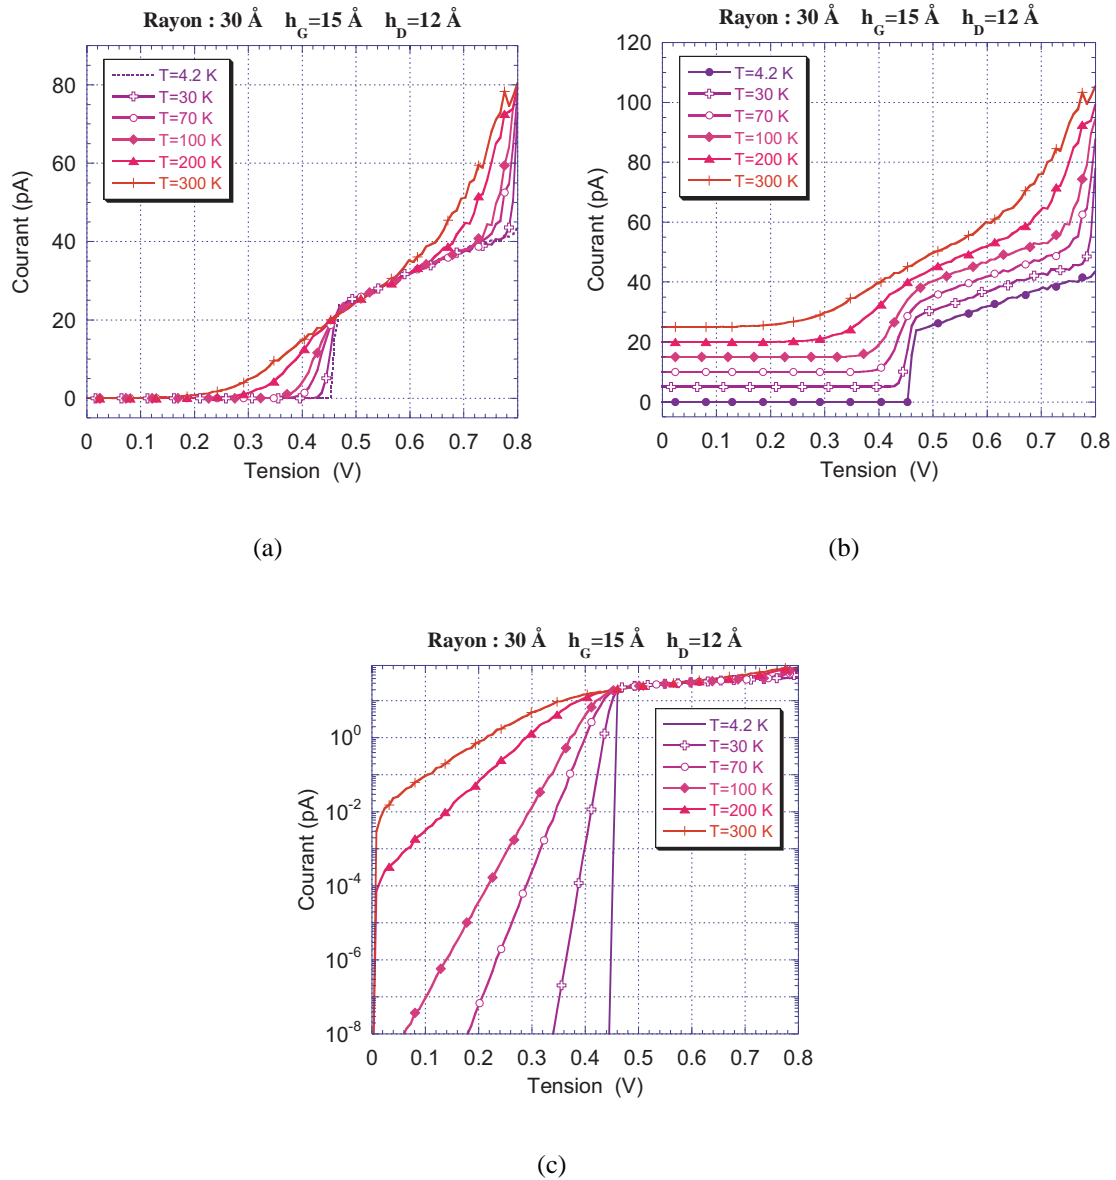 Rayon : 30 Å h_G=15 Å h_D=12 Å
80
60
40
20
0
Courant (pA)
T=4.2 K
T=30 K
T=70 K
T=100 K
T=200 K
T=300 K
0 0.1 0.2 0.3 0.4 0.5 0.6 0.7 0.8
Tension (V)
(a)
Rayon : 30 Å h_G=15 Å h_D=12 Å
120
100
80
60
40
20
0
Courant (pA)
T=4.2 K
T=30 K
T=70 K
T=100 K
T=200 K
T=300 K
0 0.1 0.2 0.3 0.4 0.5 0.6 0.7 0.8
Tension (V)
(b)
Rayon : 30 Å h_G=15 Å h_D=12 Å
10^0
10^-2
10^-4
10^-6
10^-8
Courant (pA)
T=4.2 K
T=30 K
T=70 K
T=100 K
T=200 K
T=300 K
0 0.1 0.2 0.3 0.4 0.5 0.6 0.7 0.8
Tension (V)
(c)